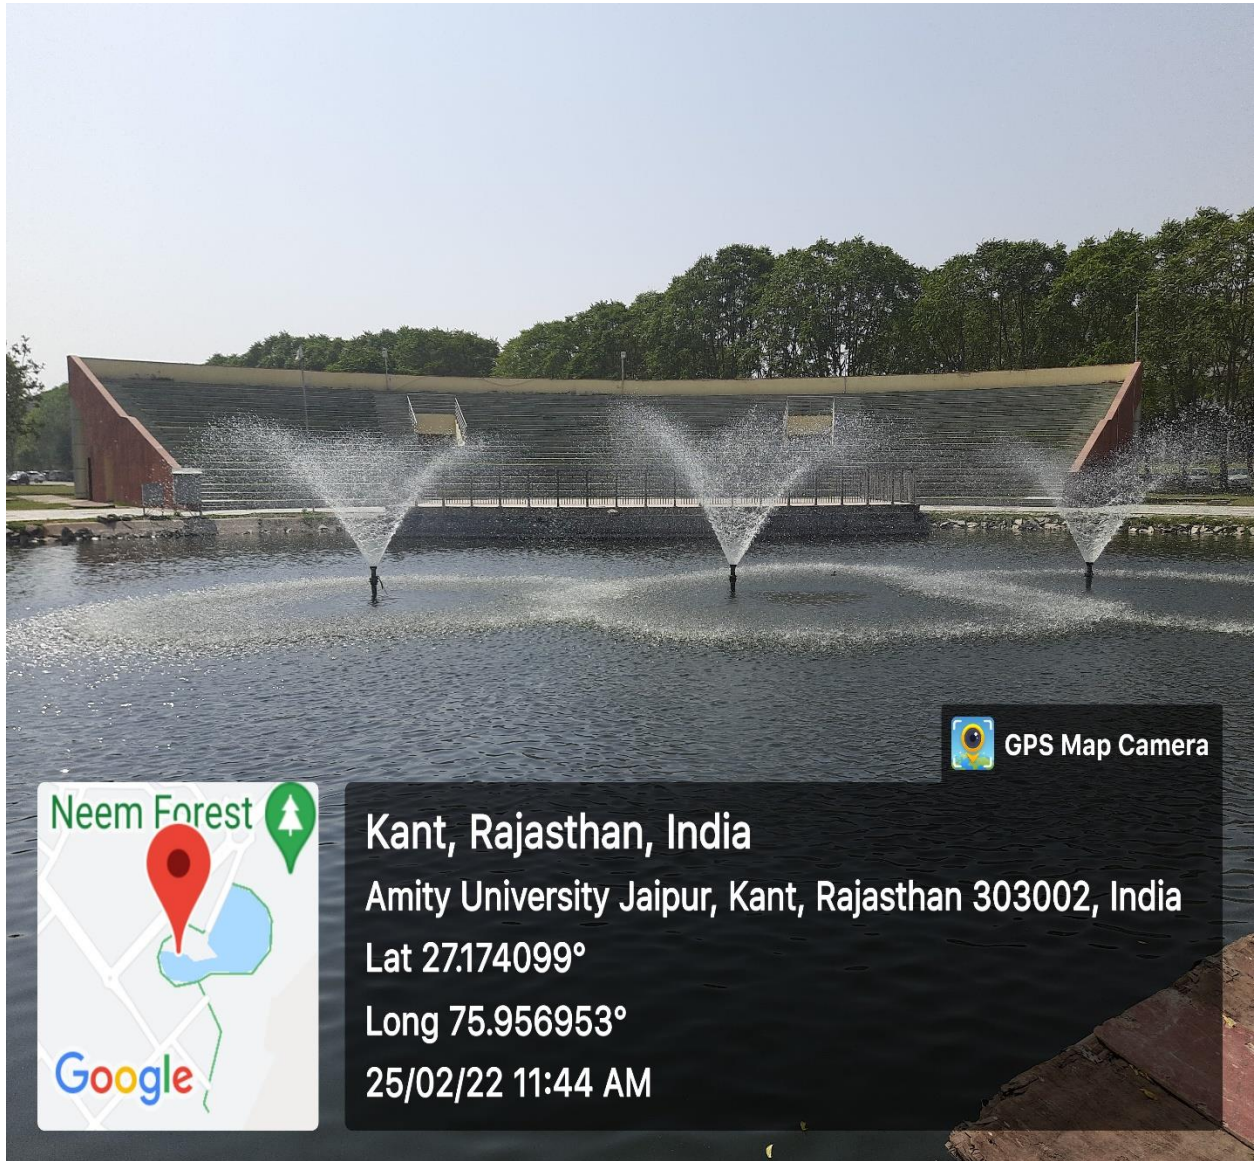 GPS Map Camera
Neem Forest
Google
Kant, Rajasthan, India
Amity University Jaipur, Kant, Rajasthan 303002, India
Lat 27.174099°
Long 75.956953°
25/02/22 11:44 AM